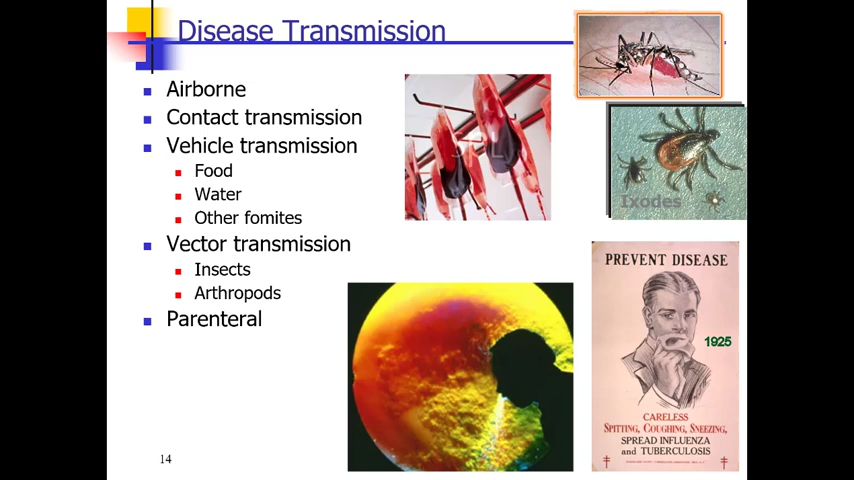 Disease Transmission
Airborne
Contact transmission
Vehicle transmission
Food
Water
Other fomites
Vector transmission
Insects
Arthropods
Parenteral
Ixodes
PREVENT DISEASE
1925
CARELESS
SPITTING, COUGHING, SNEEZING,
SPREAD INFLUENZA
and TUBERCULOSIS
14